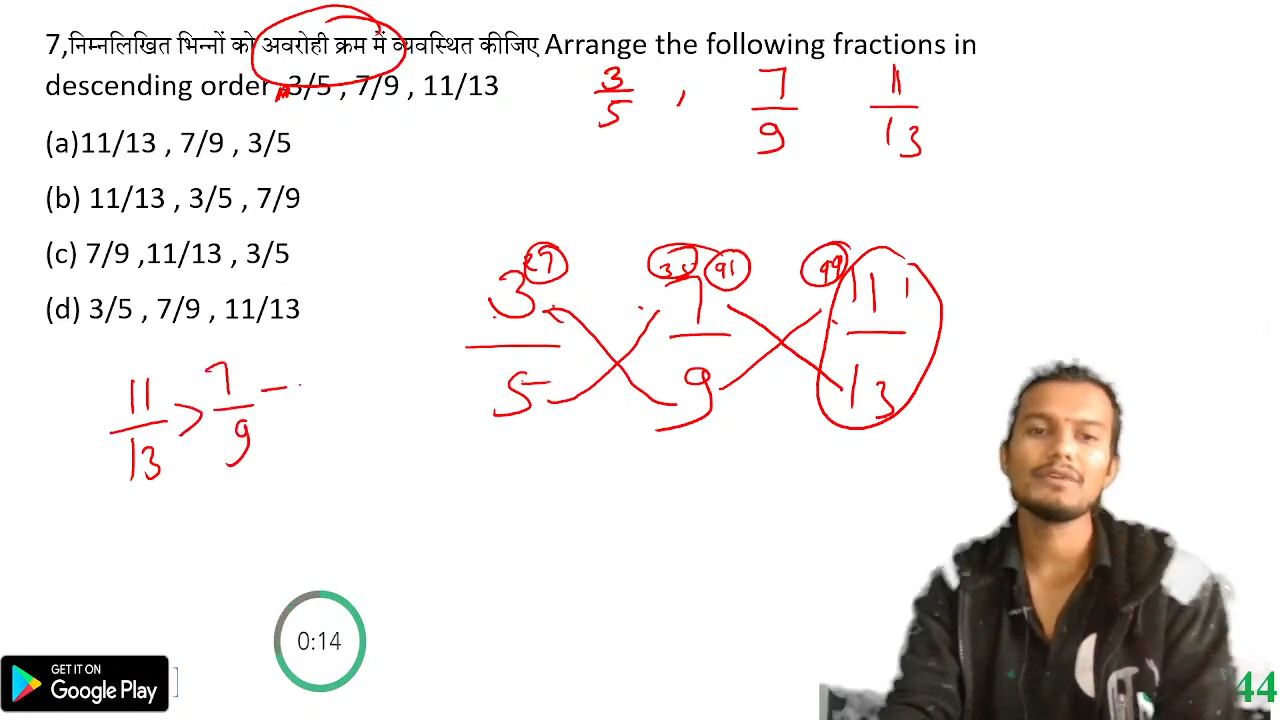 7,निम्नलिखित भिन्नों को अवरोही क्रम में व्यवस्थित कीजिए Arrange the following fractions in
descending order 3/5 , 7/9 , 11/13
3/5 , 7/9 11/13
(a)11/13 , 7/9 , 3/5
(b) 11/13 , 3/5 , 7/9
(c) 7/9 ,11/13 , 3/5
(d) 3/5 , 7/9 , 11/13
27 35 91 99
3/5 7/9 11/13
11/13 > 7/9 -
0:14
GET IT ON
Google Play
44